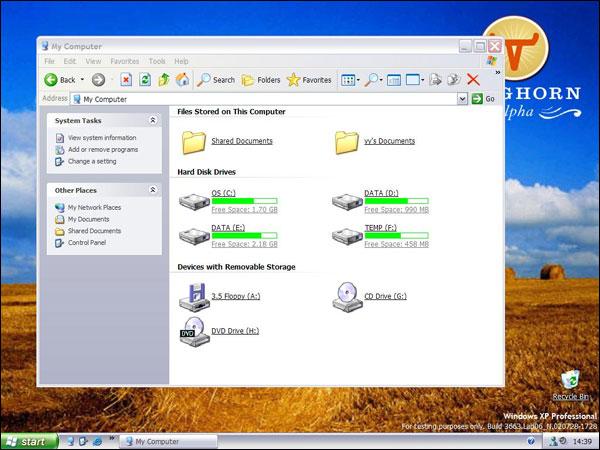 My Computer
File Edit View Favorites Tools Help
Back Search Folders Favorites
Address My Computer Go
GHORN
alpha
System Tasks
View system information
Add or remove programs
Change a setting
Other Places
My Network Places
My Documents
Shared Documents
Control Panel
Files Stored on This Computer
Shared Documents yy's Documents
Hard Disk Drives
OS (C:) DATA (D:)
Free Space: 1.70 GB Free Space: 990 MB
DATA (E:) TEMP (F:)
Free Space: 2.18 GB Free Space: 458 MB
Devices with Removable Storage
3.5 Floppy (A:) CD Drive (G:)
DVD Drive (H:)
DVD
Recycle Bin
Windows XP Professional
For testing purposes only. Build 3663.Lab06_N.020728-1728
start My Computer 14:39